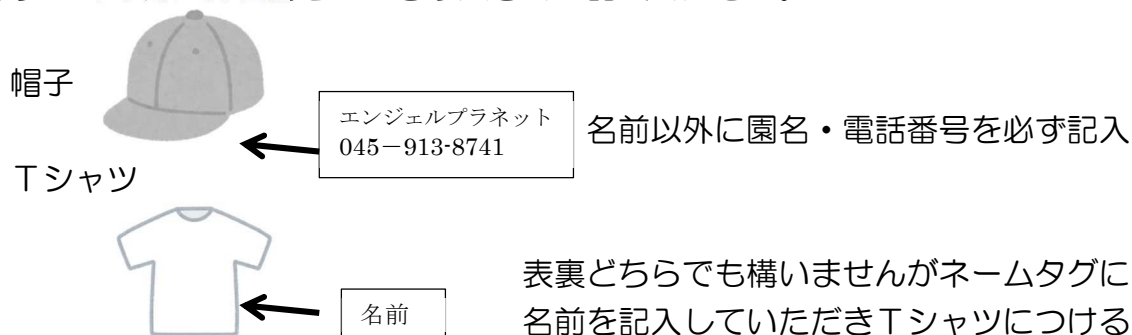 帽子
エンジェルプラネット
045－913-8741
名前以外に園名・電話番号を必ず記入
Tシャツ
表裏どちらでも構いませんがネームタグに
名前
名前を記入していただきTシャツにつける